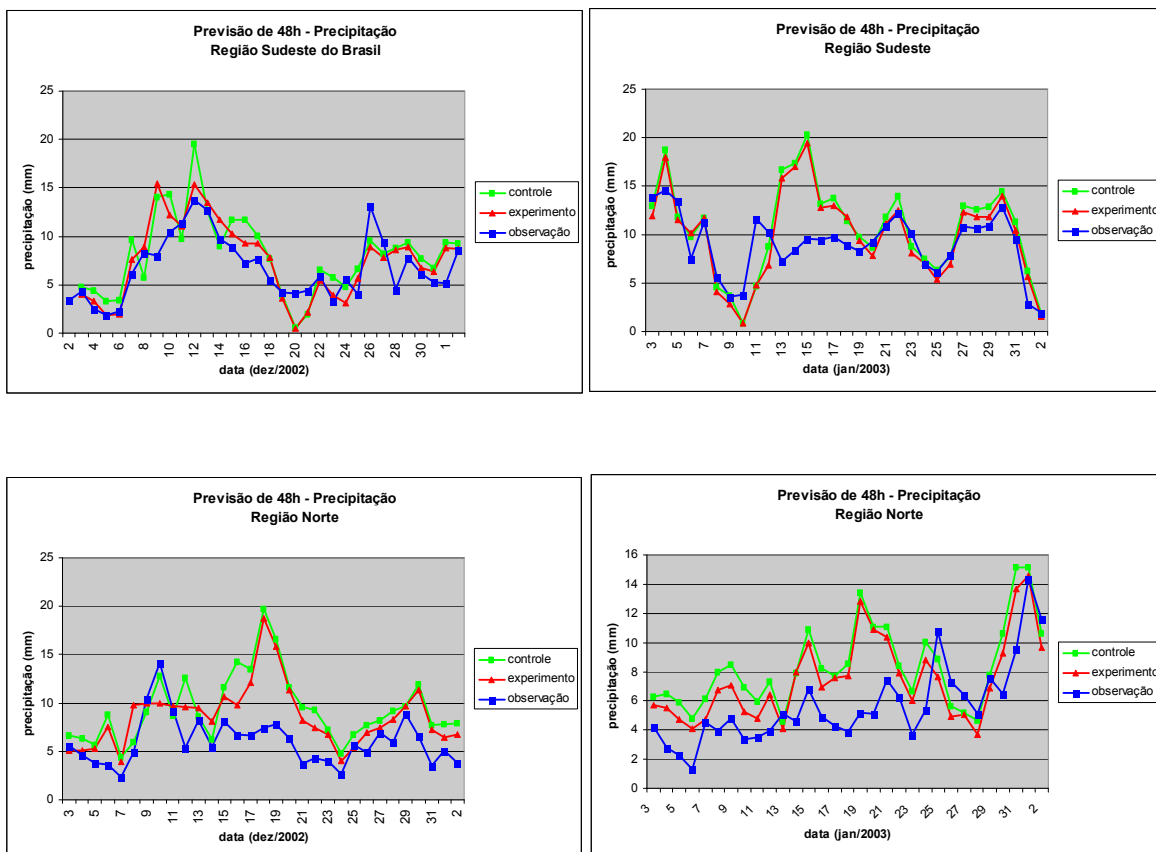 Previsão de 48h - Precipitação
Região Sudeste do Brasil
25
20
15
10
5
0
precipitação (mm)
2 4 6 8 10 12 14 16 18 20 22 24 26 28 30 1
data (dez/2002)
controle
experimento
observação
Previsão de 48h - Precipitação
Região Sudeste
25
20
15
10
5
0
precipitação (mm)
3 5 7 9 11 13 15 17 19 21 23 25 27 29 31 2
data (jan/2003)
controle
experimento
observação
Previsão de 48h - Precipitação
Região Norte
25
20
15
10
5
0
precipitação (mm)
3 5 7 9 11 13 15 17 19 21 23 25 27 29 31 2
data (dez/2002)
controle
experimento
observação
Previsão de 48h - Precipitação
Região Norte
16
14
12
10
8
6
4
2
0
precipitação (mm)
3 5 7 9 11 13 15 17 19 21 23 25 27 29 31 2
data (jan/2003)
controle
experimento
observação